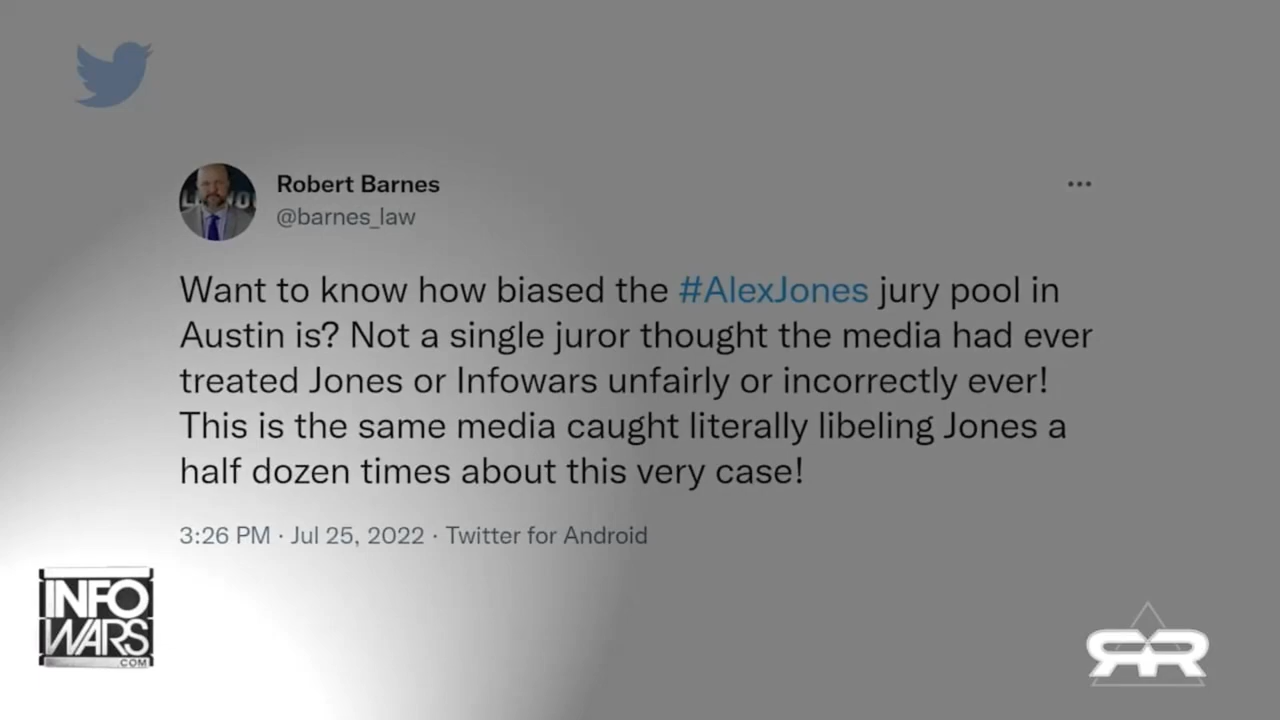 Robert Barnes
@barnes_law
Want to know how biased the #AlexJones jury pool in
Austin is? Not a single juror thought the media had ever
treated Jones or Infowars unfairly or incorrectly ever!
This is the same media caught literally libeling Jones a
half dozen times about this very case!
3:26 PM · Jul 25, 2022 · Twitter for Android
INFO
WARS
.COM
RR